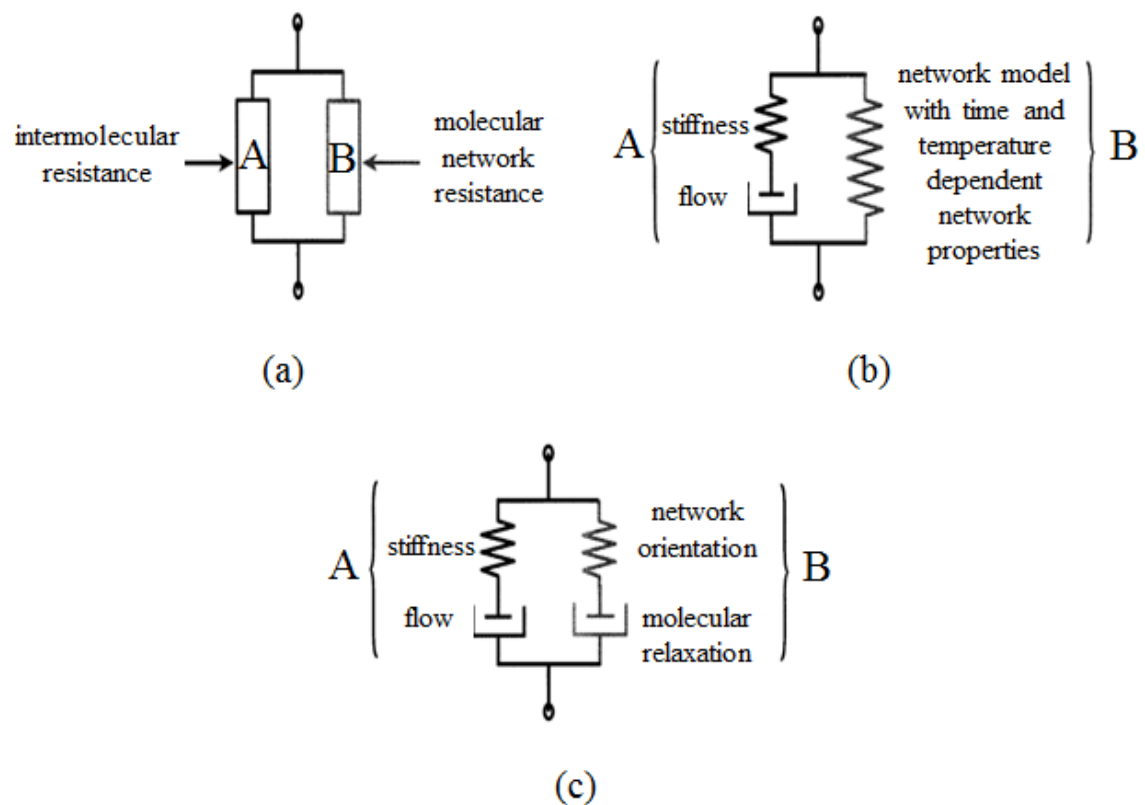 intermolecular
resistance
A
B
molecular
network
resistance
(a)
A
stiffness
flow
network model
with time and
temperature
dependent
network
properties
B
(b)
A
stiffness
flow
network
orientation
molecular
relaxation
B
(c)